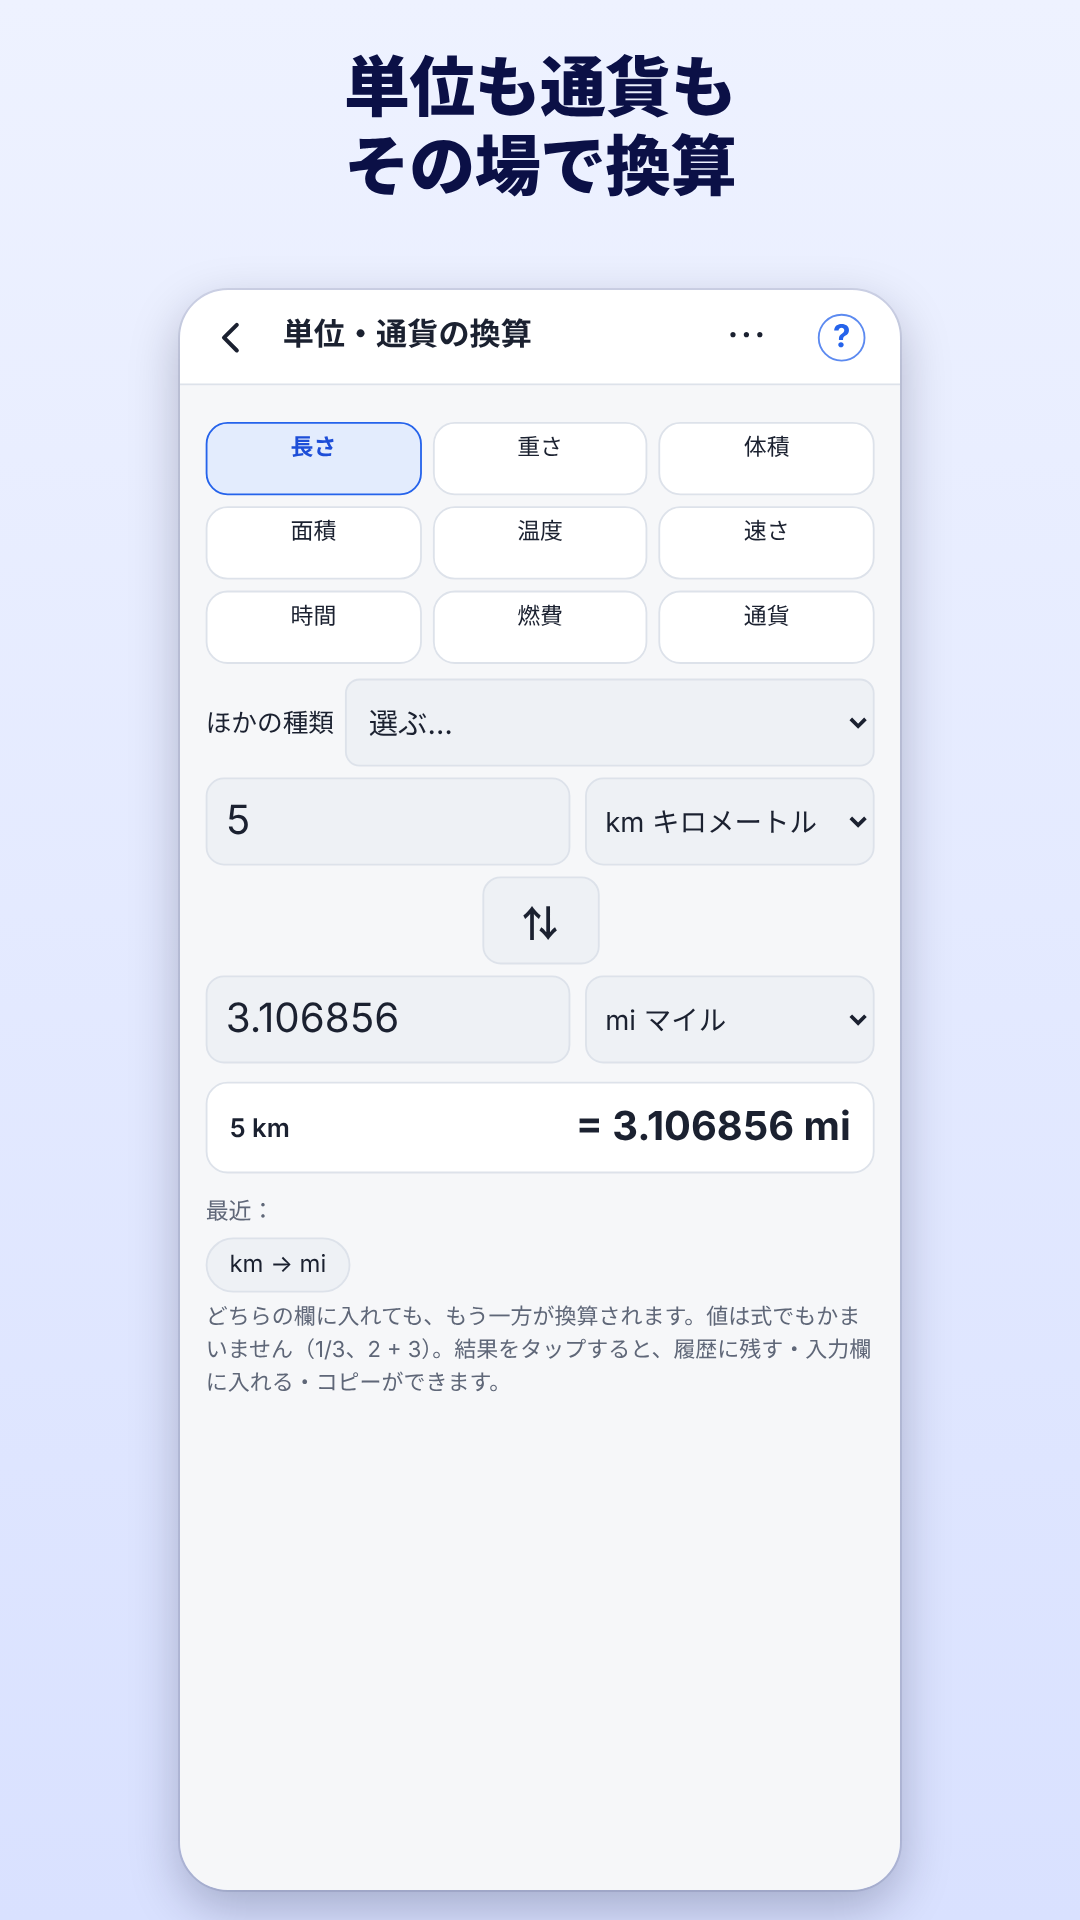 単位も通貨も
その場で換算
単位・通貨の換算
?
長さ
重さ
体積
面積
温度
速さ
時間
燃費
通貨
ほかの種類
選ぶ...
5
km キロメートル
3.106856
mi マイル
5 km
= 3.106856 mi
最近：
km → mi
どちらの欄に入れても、もう一方が換算されます。値は式でもかま
いません（1/3、2 + 3）。結果をタップすると、履歴に残す・入力欄
に入れる・コピーができます。